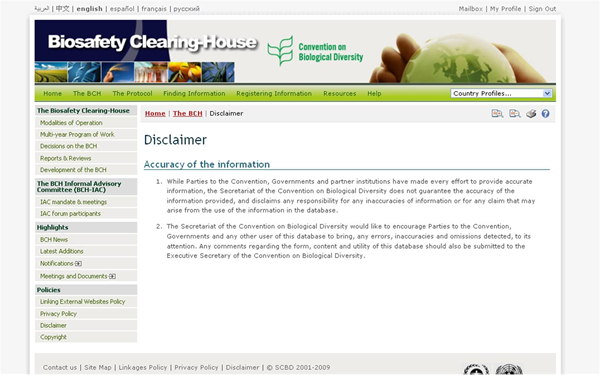 العربية | 中文 | english | español | français | русский
Mailbox | My Profile | Sign Out
Biosafety Clearing-House
Convention on
Biological Diversity
Home The BCH The Protocol Finding Information Registering Information Resources Help
Country Profiles...
The Biosafety Clearing-House
Modalities of Operation
Multi-year Program of Work
Decisions on the BCH
Reports & Reviews
Development of the BCH
The BCH Informal Advisory
Committee (BCH-IAC)
IAC mandate & meetings
IAC forum participants
Highlights
BCH News
Latest Additions
Notifications
Meetings and Documents
Policies
Linking External Websites Policy
Privacy Policy
Disclaimer
Copyright
Home | The BCH | Disclaimer
Disclaimer
Accuracy of the information
1. While Parties to the Convention, Governments and partner institutions have made every effort to provide accurate
information, the Secretariat of the Convention on Biological Diversity does not guarantee the accuracy of the
information provided, and disclaims any responsibility for any inaccuracies of information or for any claim that may
arise from the use of the information in the database.
2. The Secretariat of the Convention on Biological Diversity would like to encourage Parties to the Convention,
Governments and any other user of this database to bring, any errors, inaccuracies and omissions detected, to its
attention. Any comments regarding the form, content and utility of this database should also be submitted to the
Executive Secretary of the Convention on Biological Diversity.
Contact us | Site Map | Linkages Policy | Privacy Policy | Disclaimer | © SCBD 2001-2009